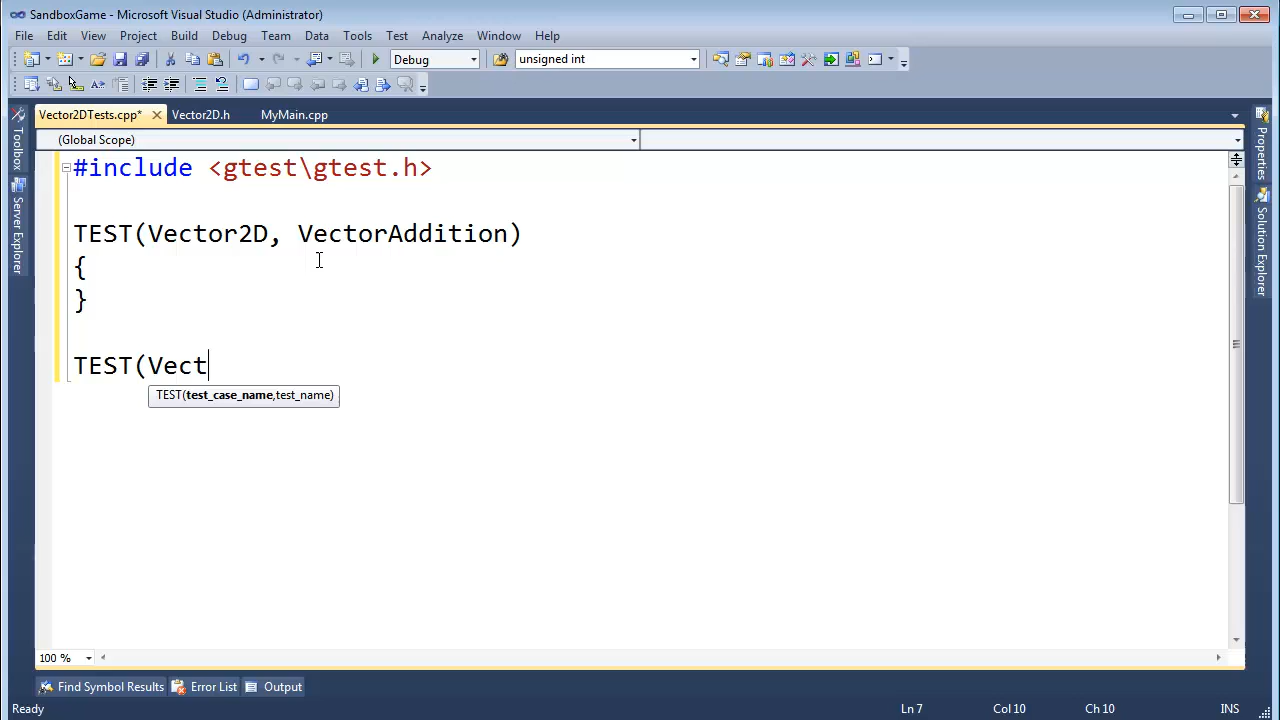 SandboxGame - Microsoft Visual Studio (Administrator)
File Edit View Project Build Debug Team Data Tools Test Analyze Window Help
Debug unsigned int
Vector2DTests.cpp* Vector2D.h MyMain.cpp
(Global Scope)
Toolbox
Server Explorer
Properties
Solution Explorer
#include <gtest\gtest.h>
TEST(Vector2D, VectorAddition)
{
}
TEST(Vect
TEST(test_case_name,test_name)
100 %
Find Symbol Results Error List Output
Ready Ln 7 Col 10 Ch 10 INS